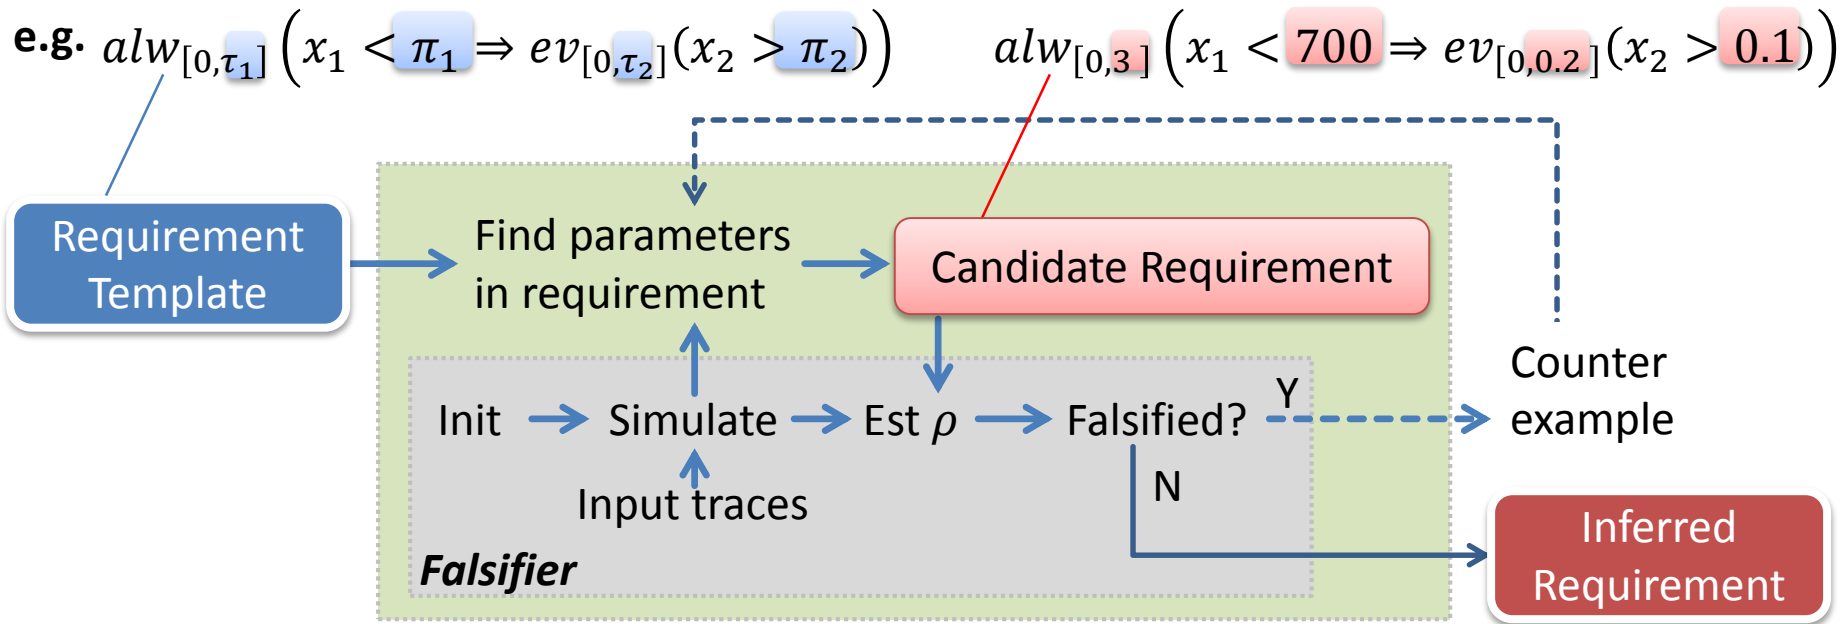 e.g. alw[0,τ₁] (x₁ < π₁ ⇒ ev[0,τ₂](x₂ > π₂))
alw[0,3 ] (x₁ < 700 ⇒ ev[0,0.2 ](x₂ > 0.1))
Requirement
Template
Find parameters
in requirement
Candidate Requirement
Counter
example
Init
Simulate
Est ρ
Falsified?
Y
N
Input traces
Falsifier
Inferred
Requirement